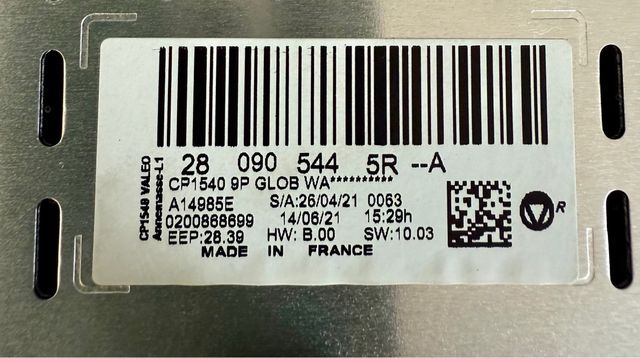 28 090 544 5R --A
CP1540 9P GLOB WA**********
A14985E S/A:26/04/21 0063
0200868699 14/06/21 15:29h
EEP:28.39 HW: B.00 SW:10.03
MADE IN FRANCE
CP1540 VALEO
Annemasse-L1
R